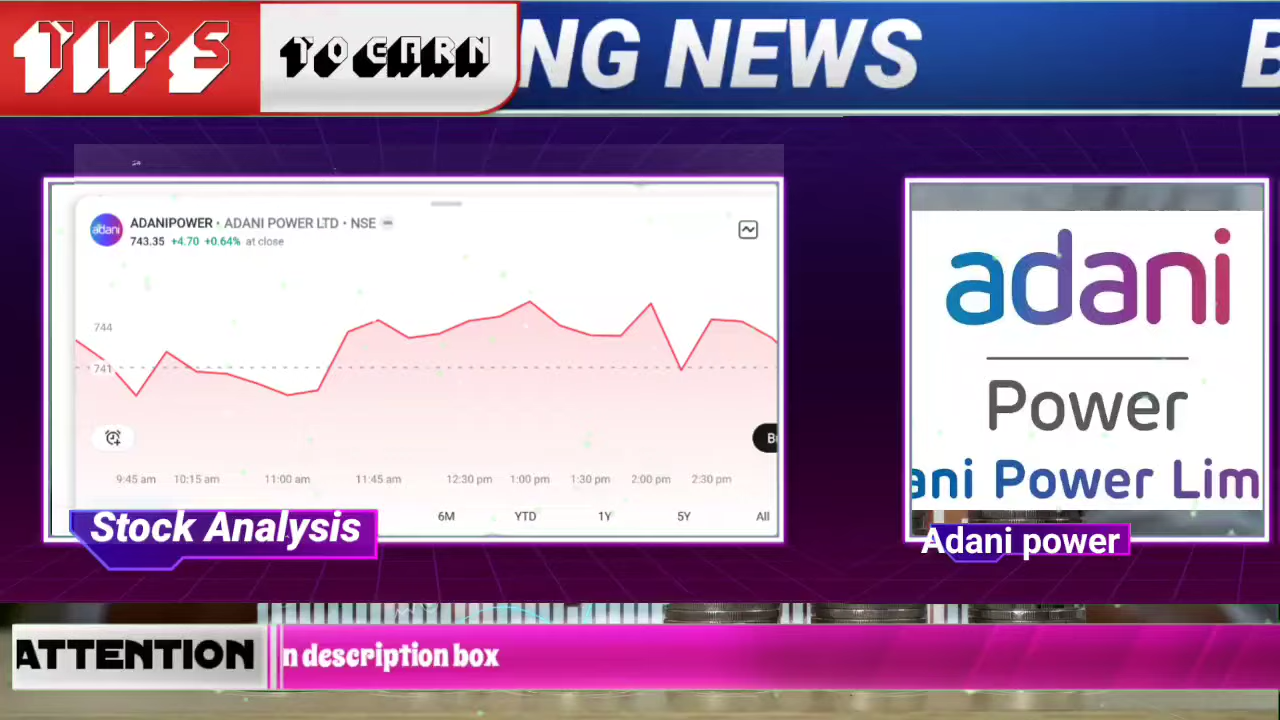 TIPS
TO EARN
NG NEWS
B
ADANIPOWER · ADANI POWER LTD · NSE
743.35 +4.70 +0.64% at close
744
741
B
9:45 am 10:15 am 11:00 am 11:45 am 12:30 pm 1:00 pm 1:30 pm 2:00 pm 2:30 pm
6M YTD 1Y 5Y All
Stock Analysis
adani
adani
Power
ani Power Lim
Adani power
ATTENTION
n description box